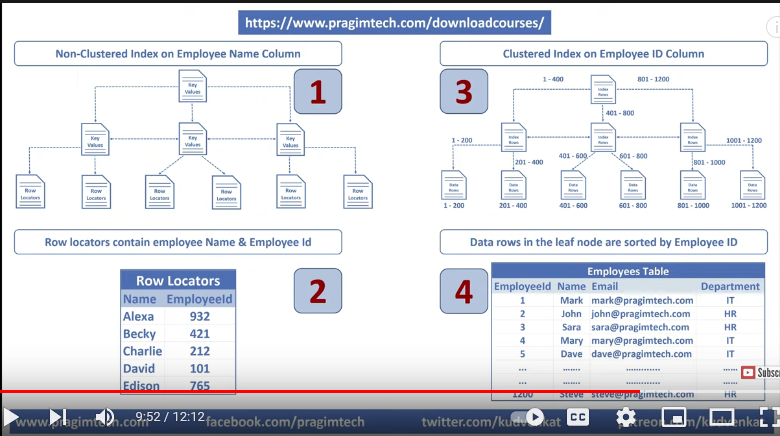 https://www.pragimtech.com/downloadcourses/
Non-Clustered Index on Employee Name Column
1
Key
Values
Key
Values
Key
Values
Key
Values
Row
Locators
Row
Locators
Row
Locators
Row
Locators
Row
Locators
Row
Locators
Clustered Index on Employee ID Column
3
1 - 400
801 - 1200
Index
Rows
401 - 800
1 - 200
Index
Rows
Index
Rows
Index
Rows
1001 - 1200
201 - 400
401 - 600
601 - 800
801 - 1000
Data
Rows
Data
Rows
Data
Rows
Data
Rows
Data
Rows
Data
Rows
1 - 200
201 - 400
401 - 600
601 - 800
801 - 1000
1001 - 1200
Row locators contain employee Name & Employee Id
2
Row Locators
Name EmployeeId
Alexa 932
Becky 421
Charlie 212
David 101
Edison 765
Data rows in the leaf node are sorted by Employee ID
4
Employees Table
EmployeeId Name Email Department
1 Mark mark@pragimtech.com IT
2 John john@pragimtech.com HR
3 Sara sara@pragimtech.com HR
4 Mary mary@pragimtech.com IT
5 Dave dave@pragimtech.com IT
... ... ............. ......
... ....... ............. ......
1200 Steve steve@pragimtech.com HR
Subsc
www.pragimtech.com facebook.com/pragimtech twitter.com/kudvenkat patreon.com/kudvenkat
9:52 / 12:12
CC